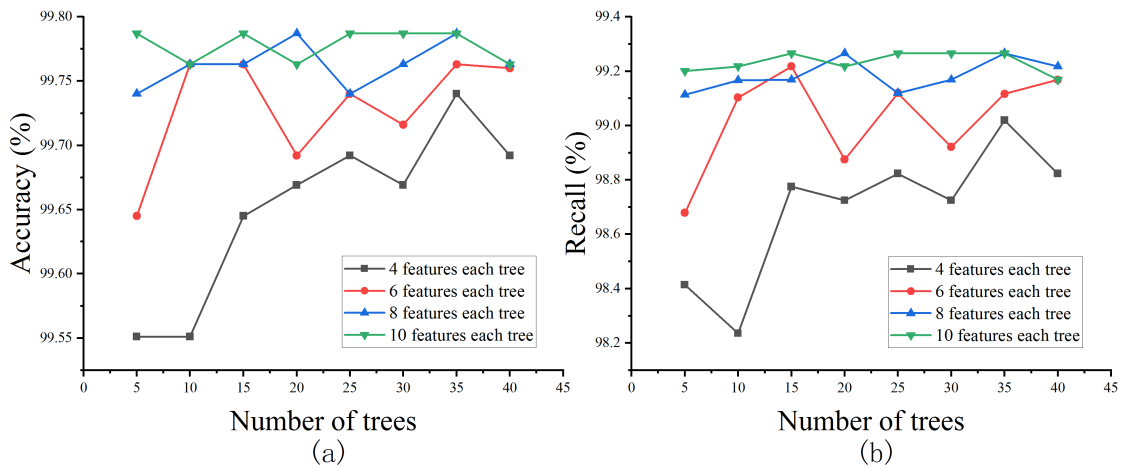 99.80
99.75
99.70
99.65
99.60
99.55
Accuracy (%)
4 features each tree
6 features each tree
8 features each tree
10 features each tree
0 5 10 15 20 25 30 35 40 45
Number of trees
(a)
99.4
99.2
99.0
98.8
98.6
98.4
98.2
Recall (%)
4 features each tree
6 features each tree
8 features each tree
10 features each tree
0 5 10 15 20 25 30 35 40 45
Number of trees
(b)